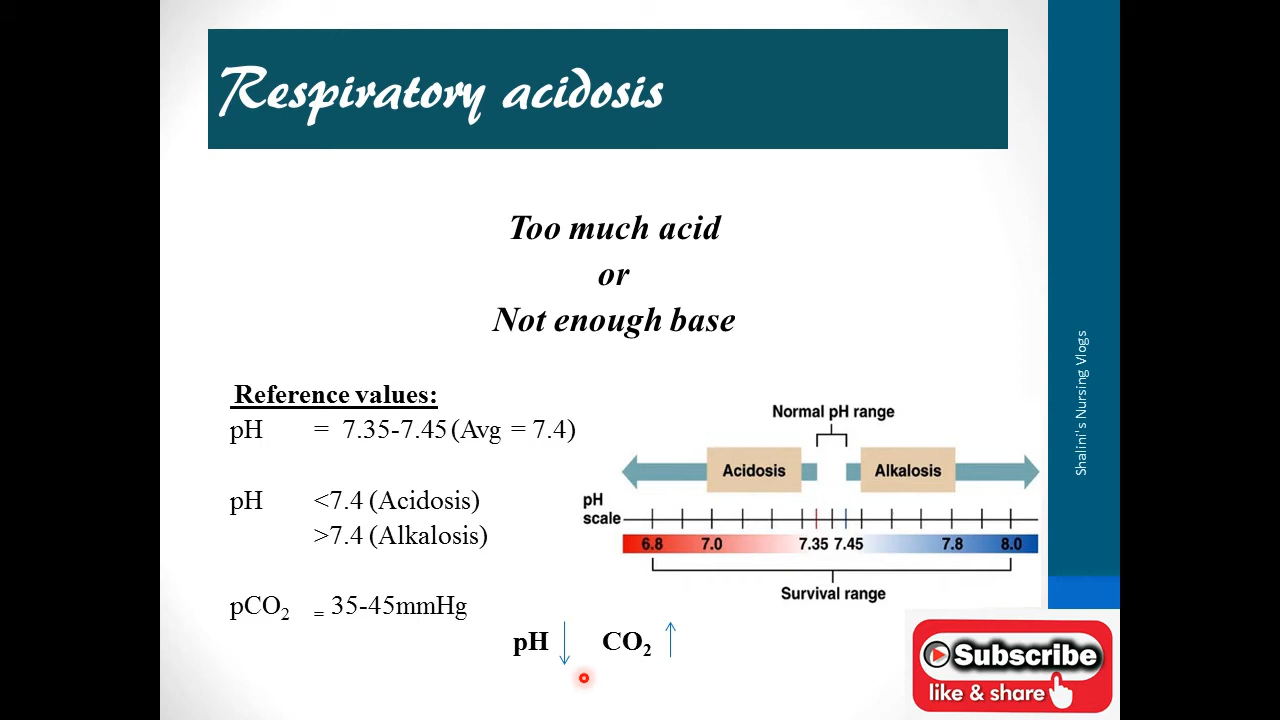 Respiratory acidosis
Too much acid
or
Not enough base
Reference values:
pH = 7.35-7.45 (Avg = 7.4)
pH <7.4 (Acidosis)
>7.4 (Alkalosis)
pCO₂ = 35-45mmHg
pH ↓ CO₂ ↑
Normal pH range
Acidosis Alkalosis
pH
scale
6.8 7.0 7.35 7.45 7.8 8.0
Survival range
Shalini's Nursing Vlogs
Subscribe
like & share